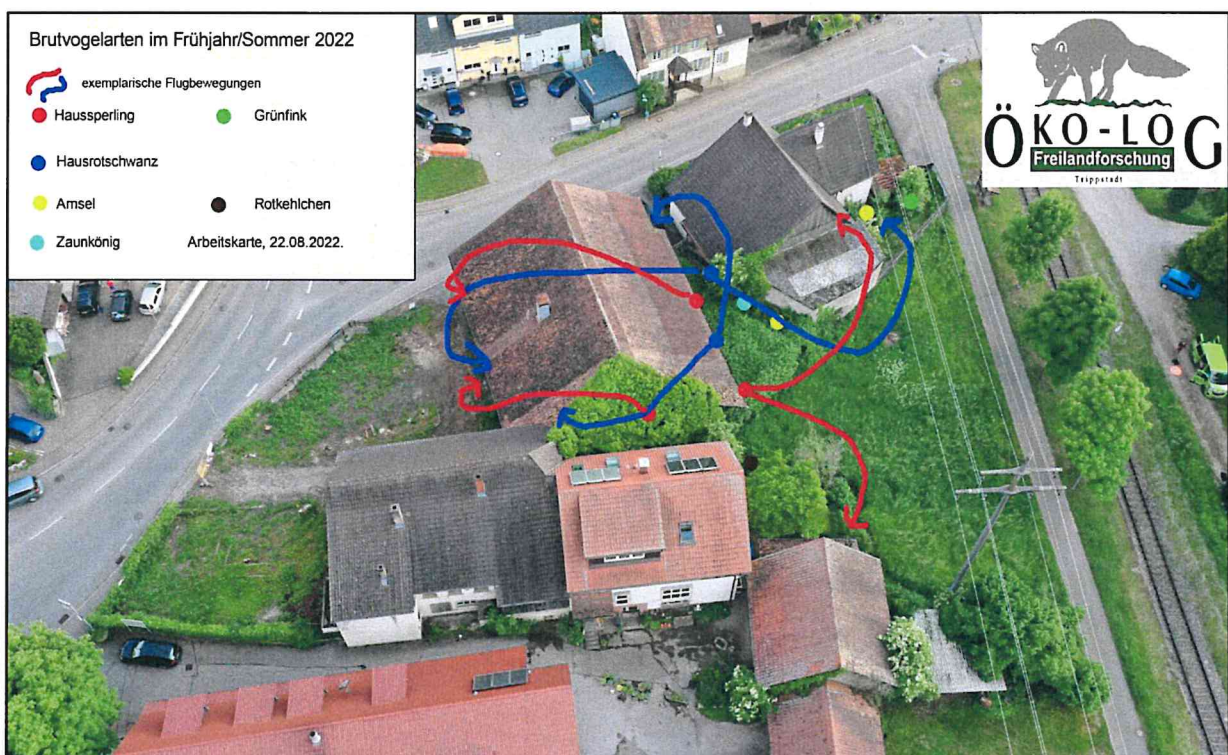 Brutvogelarten im Frühjahr/Sommer 2022
exemplarische Flugbewegungen
Haussperling
Grünfink
Hausrotschwanz
Amsel
Rotkehlchen
Zaunkönig
Arbeitskarte, 22.08.2022.
ÖKO-LOG
Freilandforschung
Trippstadt